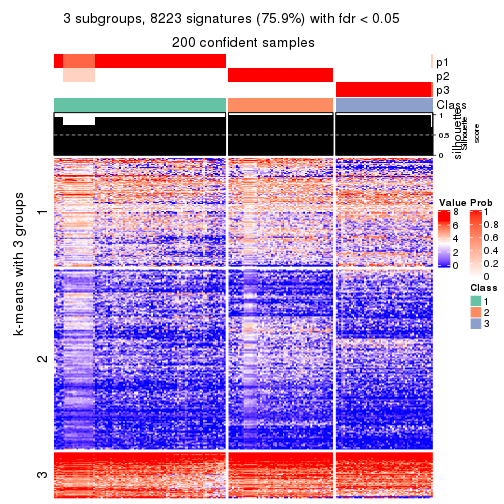 3 subgroups, 8223 signatures (75.9%) with fdr < 0.05
200 confident samples
p1
p2
p3
Class
silhouette
Silhouette
score
1
0.5
0
k-means with 3 groups
1
2
3
Value
8
6
4
2
0
Prob
1
0.8
0.6
0.4
0.2
0
Class
1
2
3